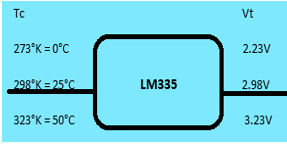 Tc Vt
273°K = 0°C 2.23V
298°K = 25°C LM335 2.98V
323°K = 50°C 3.23V